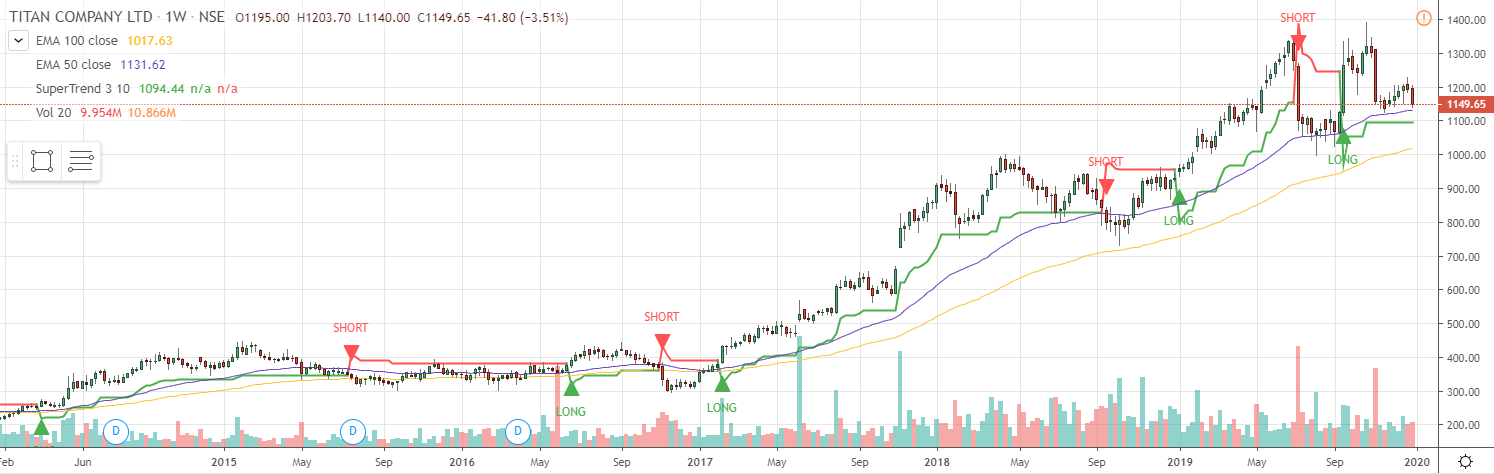 TITAN COMPANY LTD · 1W · NSE O1195.00 H1203.70 L1140.00 C1149.65 −41.80 (−3.51%)
EMA 100 close 1017.63
EMA 50 close 1131.62
SuperTrend 3 10 1094.44 n/a n/a
Vol 20 9.954M 10.866M
SHORT
SHORT
SHORT
SHORT
LONG
LONG
LONG
LONG
D
D
D
1400.00
1300.00
1200.00
1149.65
1100.00
1000.00
900.00
800.00
700.00
600.00
500.00
400.00
300.00
200.00
Feb Jun 2015 May Sep 2016 May Sep 2017 May Sep 2018 May Sep 2019 May Sep 2020